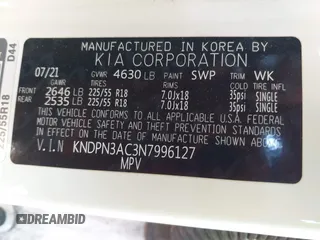 MANUFACTURED IN KOREA BY
KIA CORPORATION
07/21 GVWR 4630 LB PAINT SWP TRIM WK
TIRES RIMS COLD TIRE INFLATION
FRONT 2646 LB 225/55 R18 7.0Jx18 35psi SINGLE
REAR 2535 LB 225/55 R18 7.0Jx18 35psi SINGLE
THIS VEHICLE CONFORMS TO ALL APPLICABLE
U.S.A. FEDERAL MOTOR VEHICLE SAFETY AND THEFT
PREVENTION STANDARDS IN EFFECT ON THE DATE OF
MANUFACTURE SHOWN ABOVE.
V.I.N KNDPN3AC3N7996127
MPV
D44
225/55R18
DREAMBID